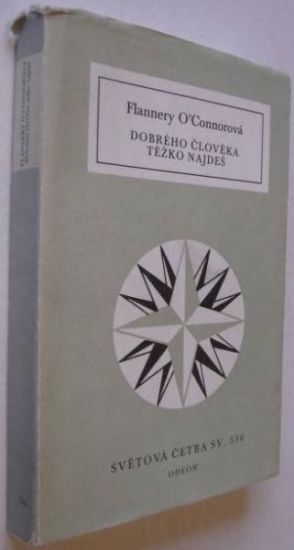 Flannery O'Connorová
DOBRÉHO ČLOVĚKA
TĚŽKO NAJDEŠ
SVĚTOVÁ ČETBA SV. 556
ODEON